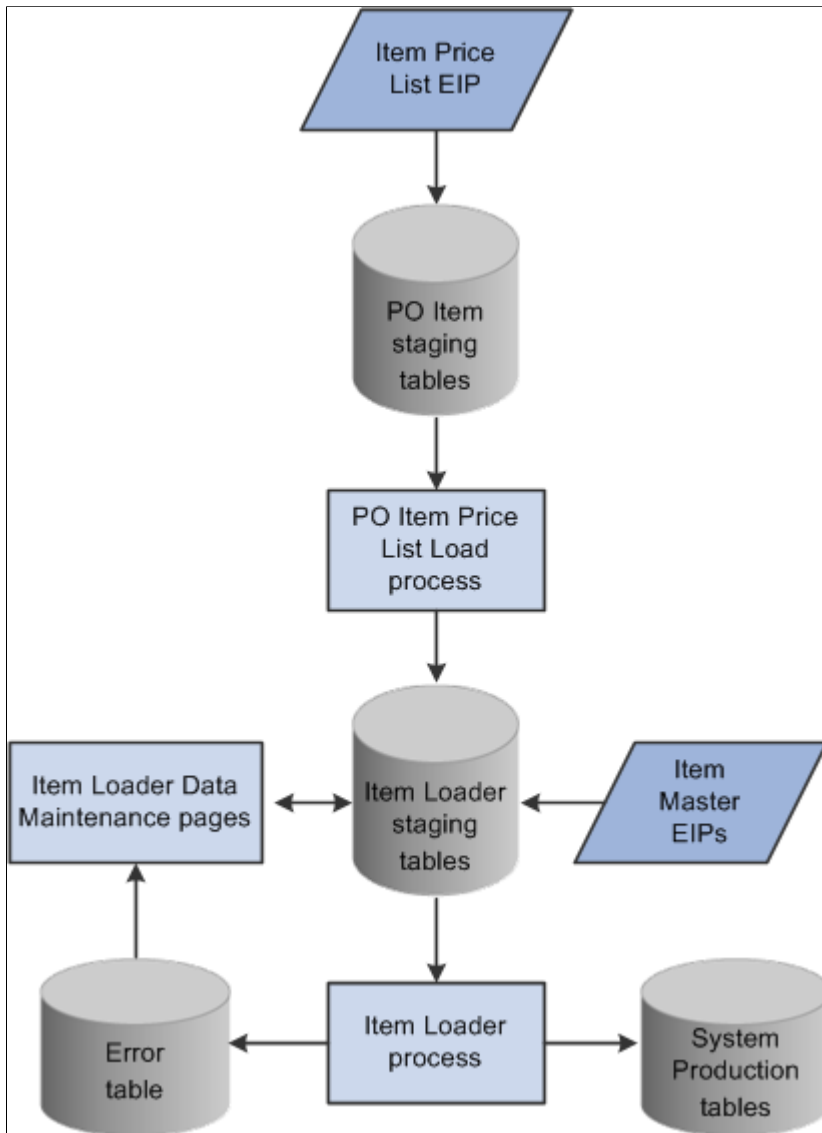 Item Price
List EIP
PO Item
staging
tables
PO Item Price
List Load
process
Item Loader Data
Maintenance pages
Item Loader
staging
tables
Item
Master
EIPs
Error
table
Item Loader
process
System
Production
tables